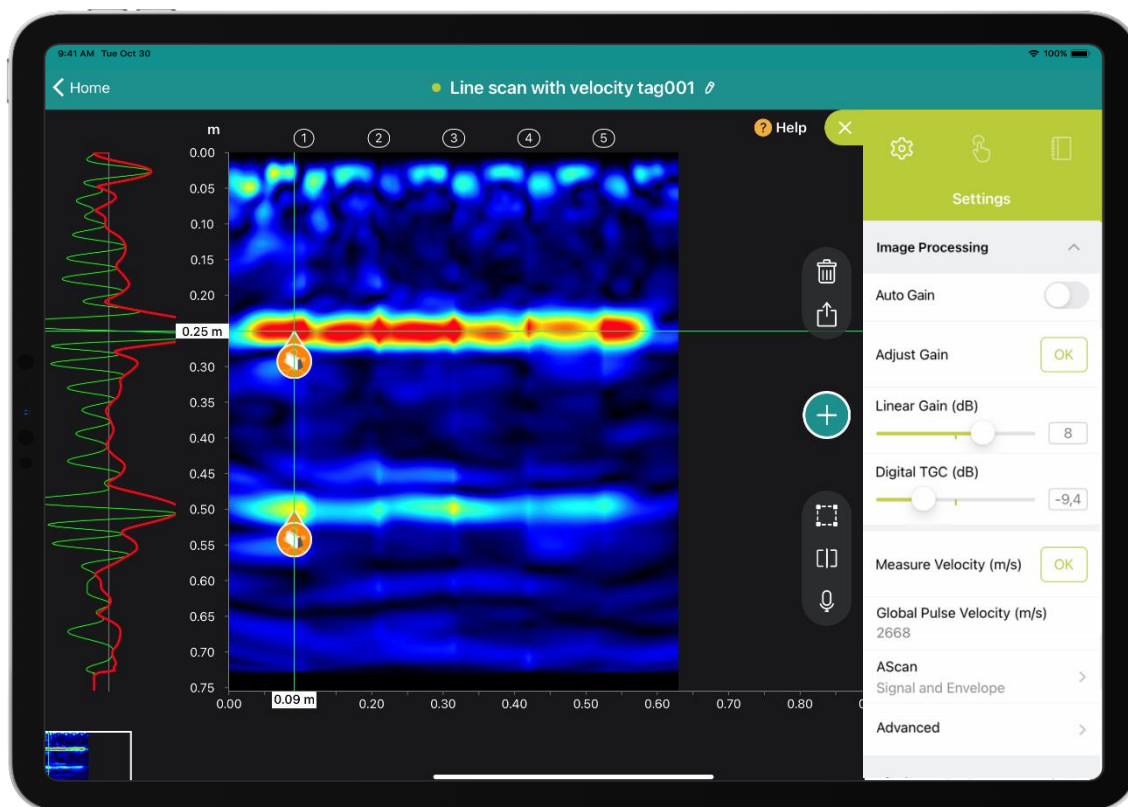 9:41 AM Tue Oct 30
100%
Home
Line scan with velocity tag001
Help
m
1 2 3 4 5
0.00
0.05
0.10
0.15
0.20
0.25 m
0.30
0.35
0.40
0.45
0.50
0.55
0.60
0.65
0.70
0.75
0.00 0.09 m 0.20 0.30 0.40 0.50 0.60 0.70 0.80
Settings
Image Processing
Auto Gain
Adjust Gain OK
Linear Gain (dB)
8
Digital TGC (dB)
-9,4
Measure Velocity (m/s) OK
Global Pulse Velocity (m/s)
2668
AScan
Signal and Envelope
Advanced